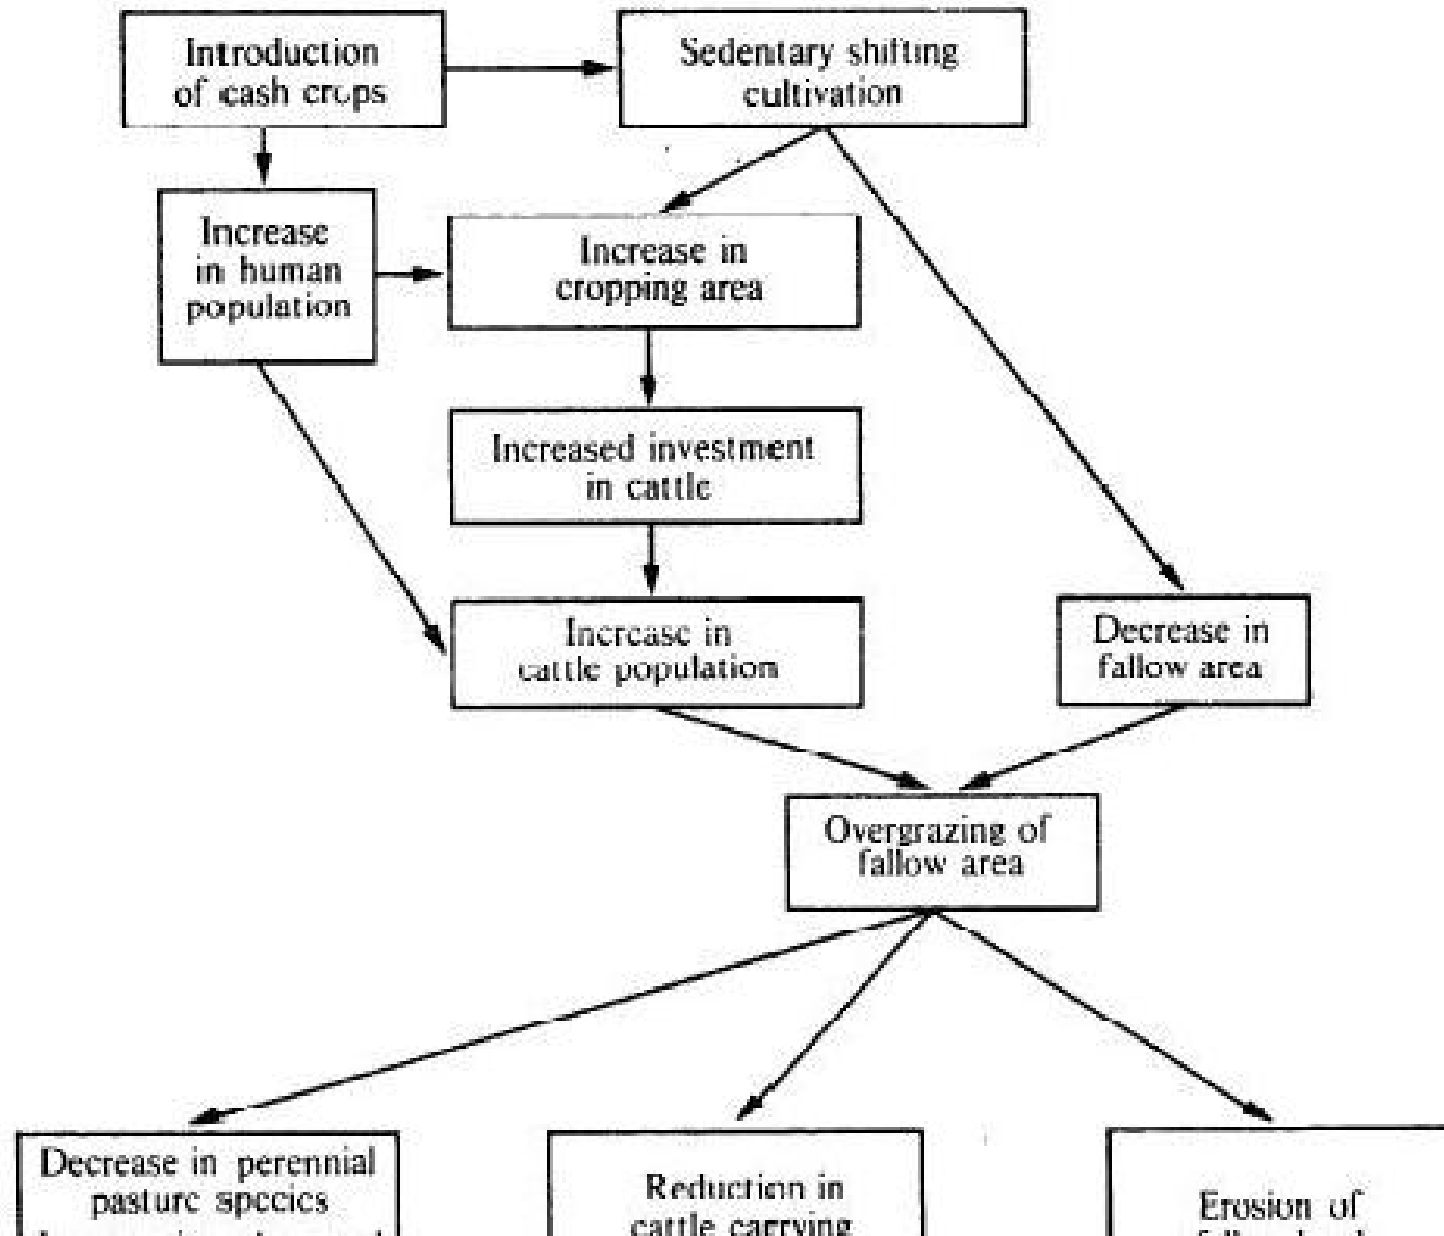 Introduction
of cash crops
Sedentary shifting
cultivation
Increase
in human
population
Increase in
cropping area
Increased investment
in cattle
Increase in
cattle population
Decrease in
fallow area
Overgrazing of
fallow area
Decrease in perennial
pasture species
Reduction in
cattle carrying
Erosion of